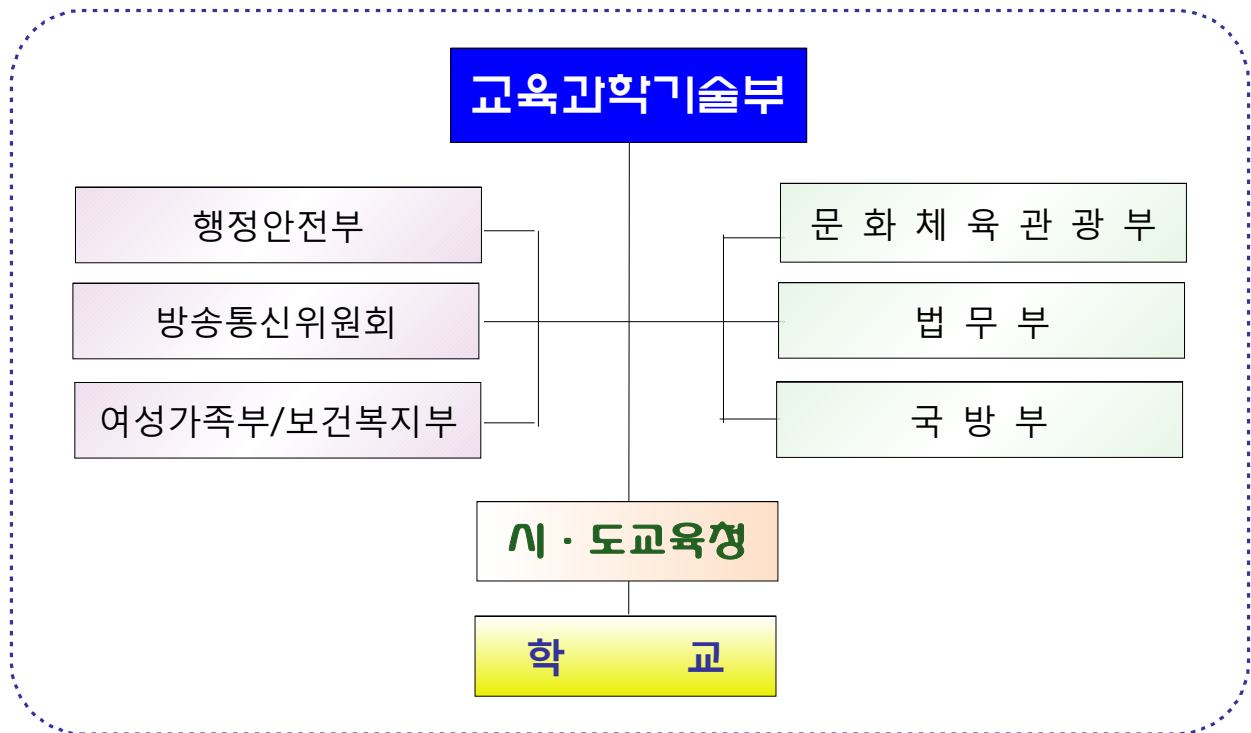 교육과학기술부
행정안전부
문 화 체 육 관 광 부
방송통신위원회
법 무 부
여성가족부/보건복지부
국 방 부
시 · 도교육청
학 교